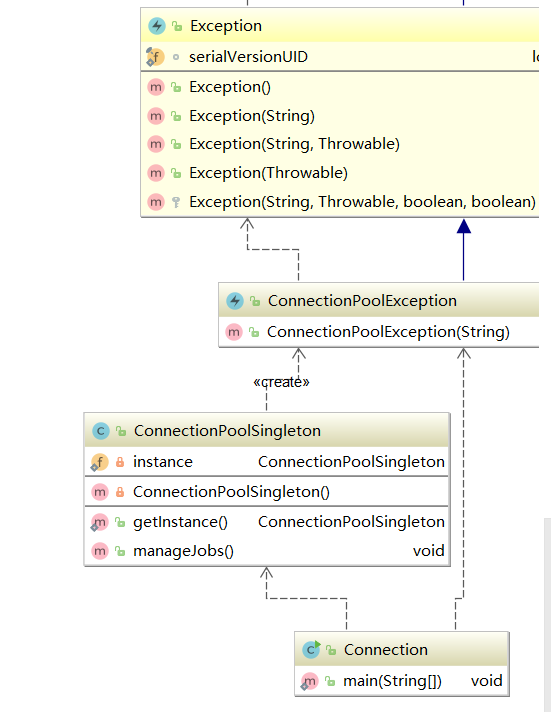 Exception
serialVersionUID
Exception()
Exception(String)
Exception(String, Throwable)
Exception(Throwable)
Exception(String, Throwable, boolean, boolean)
ConnectionPoolException
ConnectionPoolException(String)
«create»
ConnectionPoolSingleton
instance ConnectionPoolSingleton
ConnectionPoolSingleton()
getInstance() ConnectionPoolSingleton
manageJobs() void
Connection
main(String[]) void